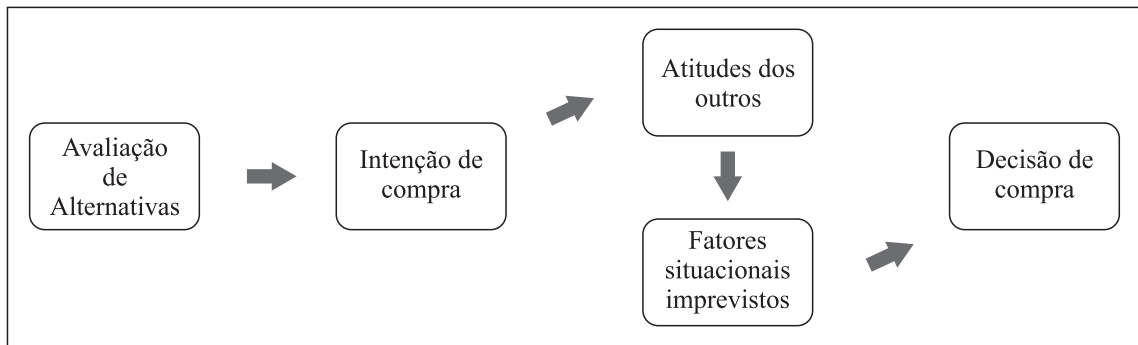 Avaliação
de
Alternativas
Intenção de
compra
Atitudes dos
outros
Fatores
situacionais
imprevistos
Decisão de
compra